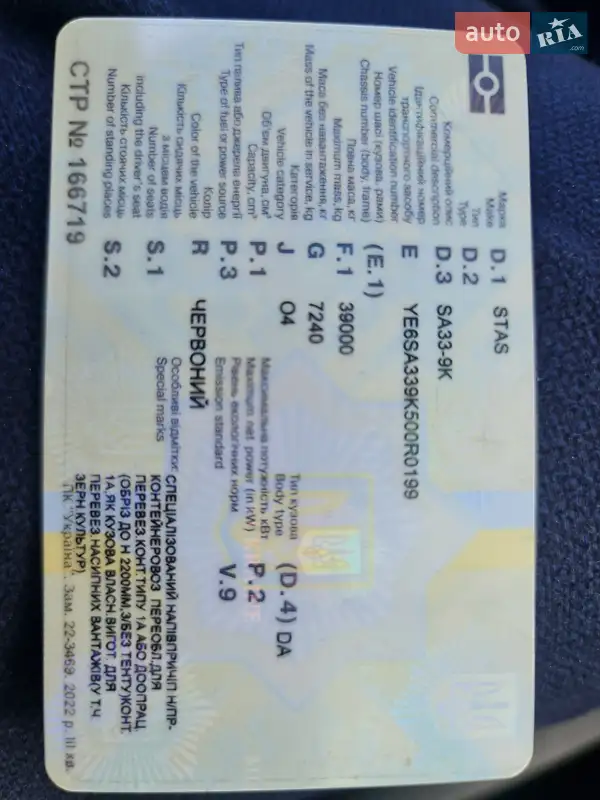 auto RIA.com
Марка D.1 STAS
Make
Тип D.2
Type
Комерційний опис D.3 SA33-9K
Commercial description
Ідентифікаційний номер
транспортного засобу E YE6SA339K500R0199
Vehicle identification number
Номер шасі (кузова, рами) (E.1)
Chassis number (body, frame)
Повна маса, кг F.1 39000
Maximum mass, kg
Маса без навантаження, кг G 7240
Mass of the vehicle in service, kg
Категорія J O4
Vehicle category
Тип кузова (D.4) DA
Body type
Об'єм двигуна, см³ P.1
Capacity, cm³
Максимальна потужність кВт P.2
Maximum net power (in kW)
Тип палива або джерело енергії P.3
Type of fuel or power source
Рівень екологічних норм V.9
Emission standard
Колір R ЧЕРВОНИЙ
Color of the vehicle
Кількість сидячих місць
з місцем водія S.1
Number of seats
including the driver's seat
Кількість стоячих місць S.2
Number of standing places
Особливі відмітки: СПЕЦІАЛІЗОВАНИЙ НАПІВПРИЧІП Н/ПР-
Special marks
КОНТЕЙНЕРОВОЗ ПЕРЕОБЛ.ДЛЯ
ПЕРЕВЕЗ.КОНТ.ТИПУ 1А АБО ДООПРАЦ.
(ОБРІЗ ДО H 2200ММ,З/БЕЗ ТЕНТУ)КОНТ.
1А,ЯК КУЗОВА ВЛАСН.ВИГОТ. ДЛЯ
ПЕРЕВЕЗ.НАСИПНИХ ВАНТАЖІВ(У Т.Ч.
ЗЕРН.КУЛЬТУР).
СТР № 166719
ПК "Україна". Зам. 22-3469. 2022 р. III кв.